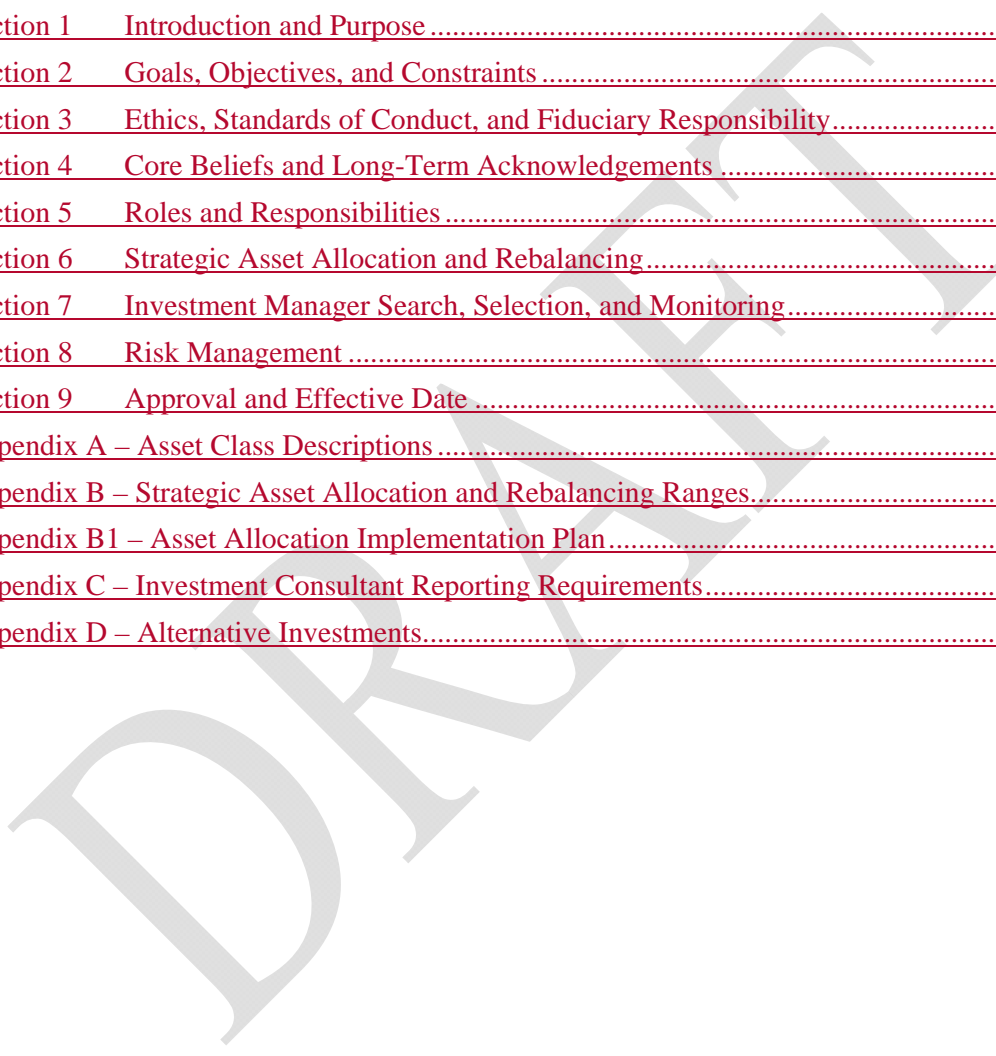 ction 1 Introduction and Purpose ........................................................................
ction 2 Goals, Objectives, and Constraints ........................................................................
ction 3 Ethics, Standards of Conduct, and Fiduciary Responsibility ........................................................................
ction 4 Core Beliefs and Long-Term Acknowledgements ........................................................................
ction 5 Roles and Responsibilities ........................................................................
ction 6 Strategic Asset Allocation and Rebalancing ........................................................................
ction 7 Investment Manager Search, Selection, and Monitoring ........................................................................
ction 8 Risk Management ........................................................................
ction 9 Approval and Effective Date ........................................................................
pendix A – Asset Class Descriptions ........................................................................
pendix B – Strategic Asset Allocation and Rebalancing Ranges ........................................................................
pendix B1 – Asset Allocation Implementation Plan ........................................................................
pendix C – Investment Consultant Reporting Requirements ........................................................................
pendix D – Alternative Investments ........................................................................
DRAFT